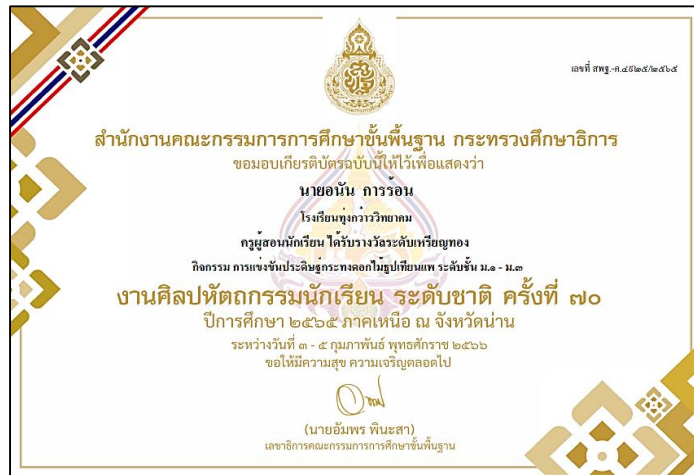 เลขที่ สพฐ.-ค.๔๕๒๕/๒๕๖๕
สำนักงานคณะกรรมการการศึกษาขั้นพื้นฐาน กระทรวงศึกษาธิการ
ขอมอบเกียรติบัตรฉบับนี้ให้ไว้เพื่อแสดงว่า
นายอนัน การร้อน
โรงเรียนทุ่งกว๋าววิทยาคม
ครูผู้สอนนักเรียน ได้รับรางวัลระดับเหรียญทอง
กิจกรรม การแข่งขันประดิษฐ์กระทงดอกไม้ธูปเทียนแพ ระดับชั้น ม.๑ - ม.๓
งานศิลปหัตถกรรมนักเรียน ระดับชาติ ครั้งที่ ๗๐
ปีการศึกษา ๒๕๖๕ ภาคเหนือ ณ จังหวัดน่าน
ระหว่างวันที่ ๓ - ๕ กุมภาพันธ์ พุทธศักราช ๒๕๖๖
ขอให้มีความสุข ความเจริญตลอดไป
(นายอัมพร พินะสา)
เลขาธิการคณะกรรมการการศึกษาขั้นพื้นฐาน